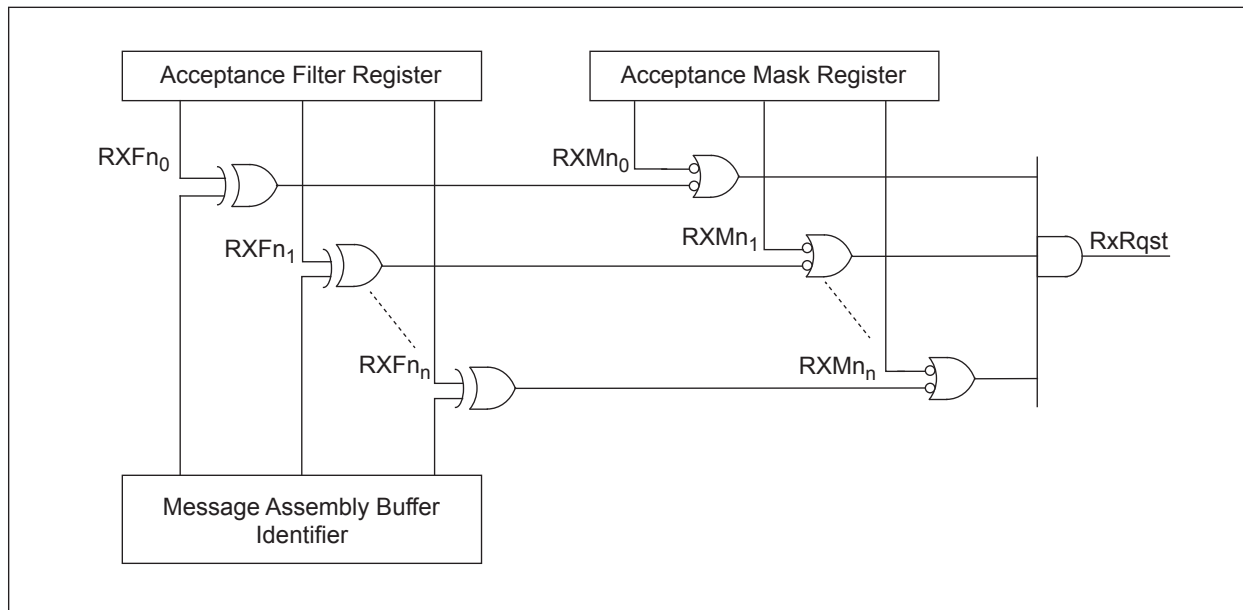 Acceptance Filter Register
Acceptance Mask Register
RXFn0
RXMn0
RXFn1
RXMn1
RxRqst
RXFnn
RXMnn
Message Assembly Buffer
Identifier